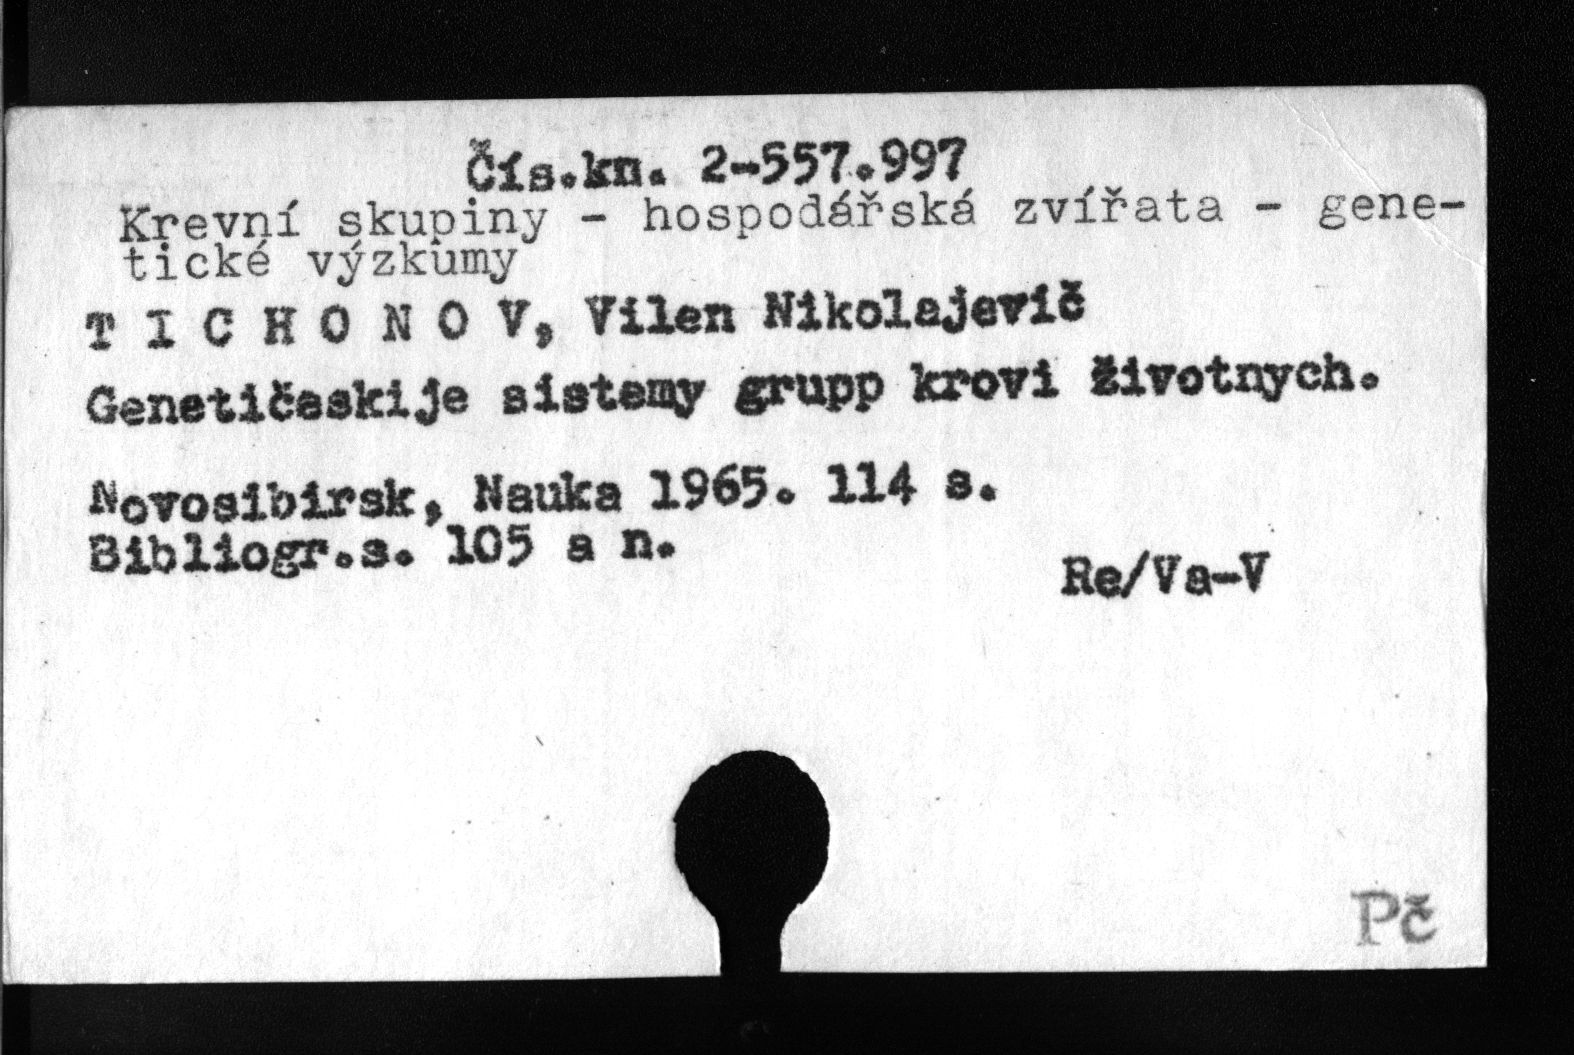 Čís.kn. 2-557.997
Krevní skupiny - hospodářská zvířata - gene-
tické výzkumy
T I C H O N O V, Vilen Nikolajevič
Genetičeskije sistemy grupp krovi životnych.
Novosibirsk, Nauka 1965. 114 s.
Bibliogr.s. 105 a n.
Re/Va-V
Pč